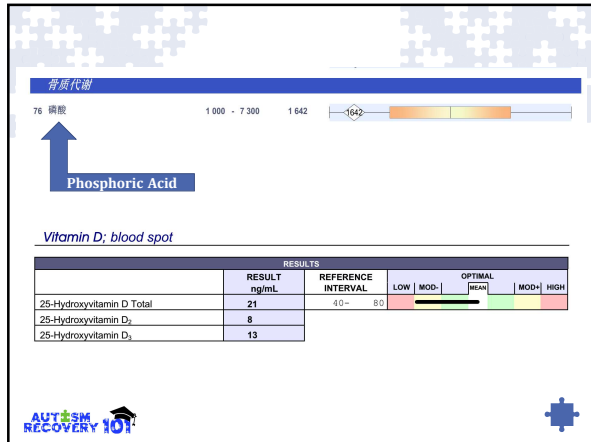 骨质代谢
76 磷酸 1 000 - 7 300 1 642 1642
Phosphoric Acid
Vitamin D; blood spot
RESULTS
RESULT ng/mL REFERENCE INTERVAL LOW MOD- OPTIMAL MEAN MOD+ HIGH
25-Hydroxyvitamin D Total 21 40- 80
25-Hydroxyvitamin D2 8
25-Hydroxyvitamin D3 13
AUTISM
RECOVERY 101